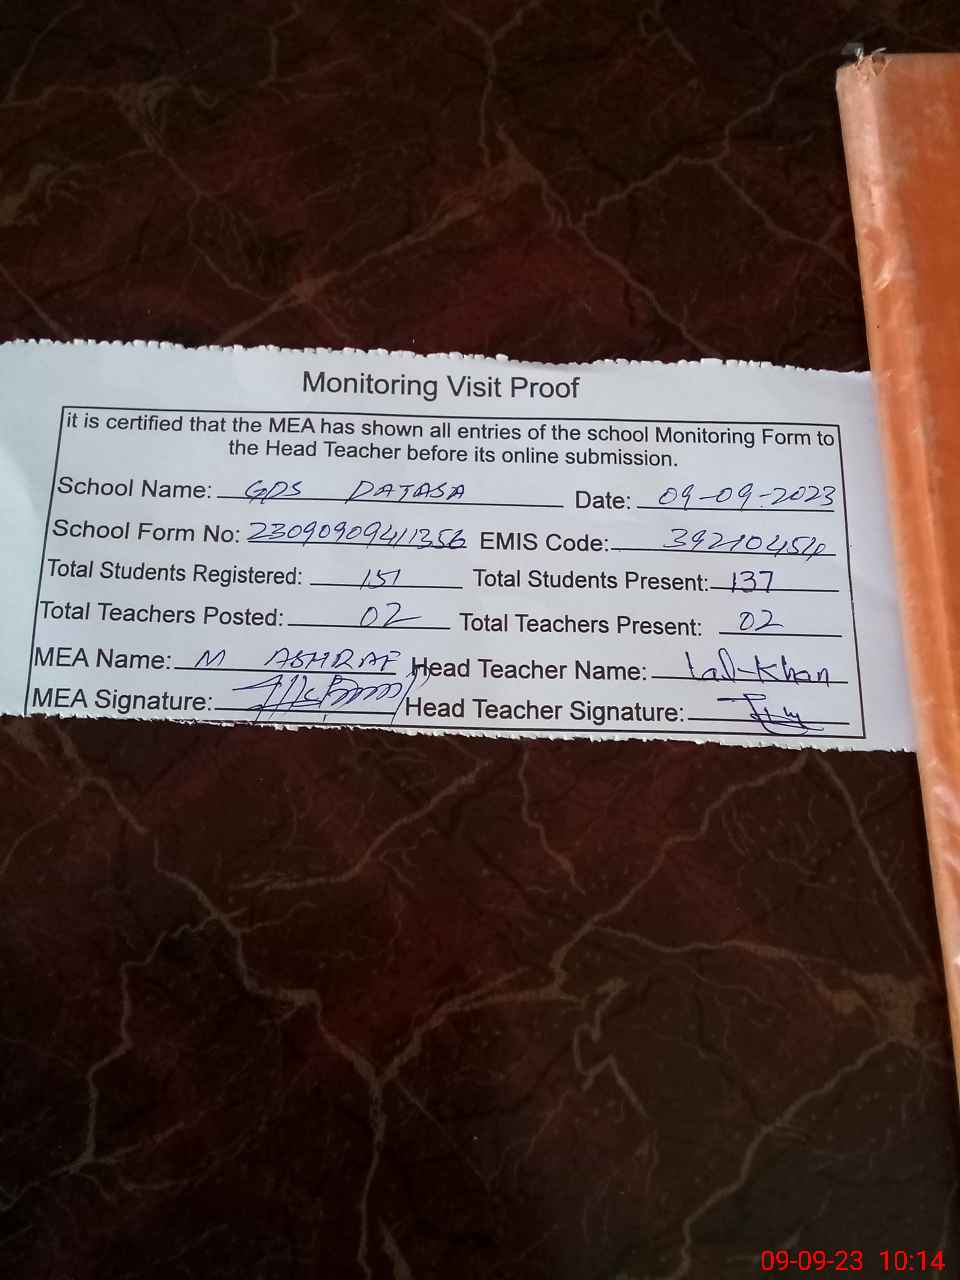 Monitoring Visit Proof
it is certified that the MEA has shown all entries of the school Monitoring Form to
the Head Teacher before its online submission.
School Name: GPS DATASA Date: 09-09-2023
School Form No: 2309090941356 EMIS Code: 39210454
Total Students Registered: 151 Total Students Present: 137
Total Teachers Posted: 02 Total Teachers Present: 02
MEA Name: M ASHRAF Head Teacher Name: Lal-Khan
MEA Signature: Head Teacher Signature:
09-09-23 10:14